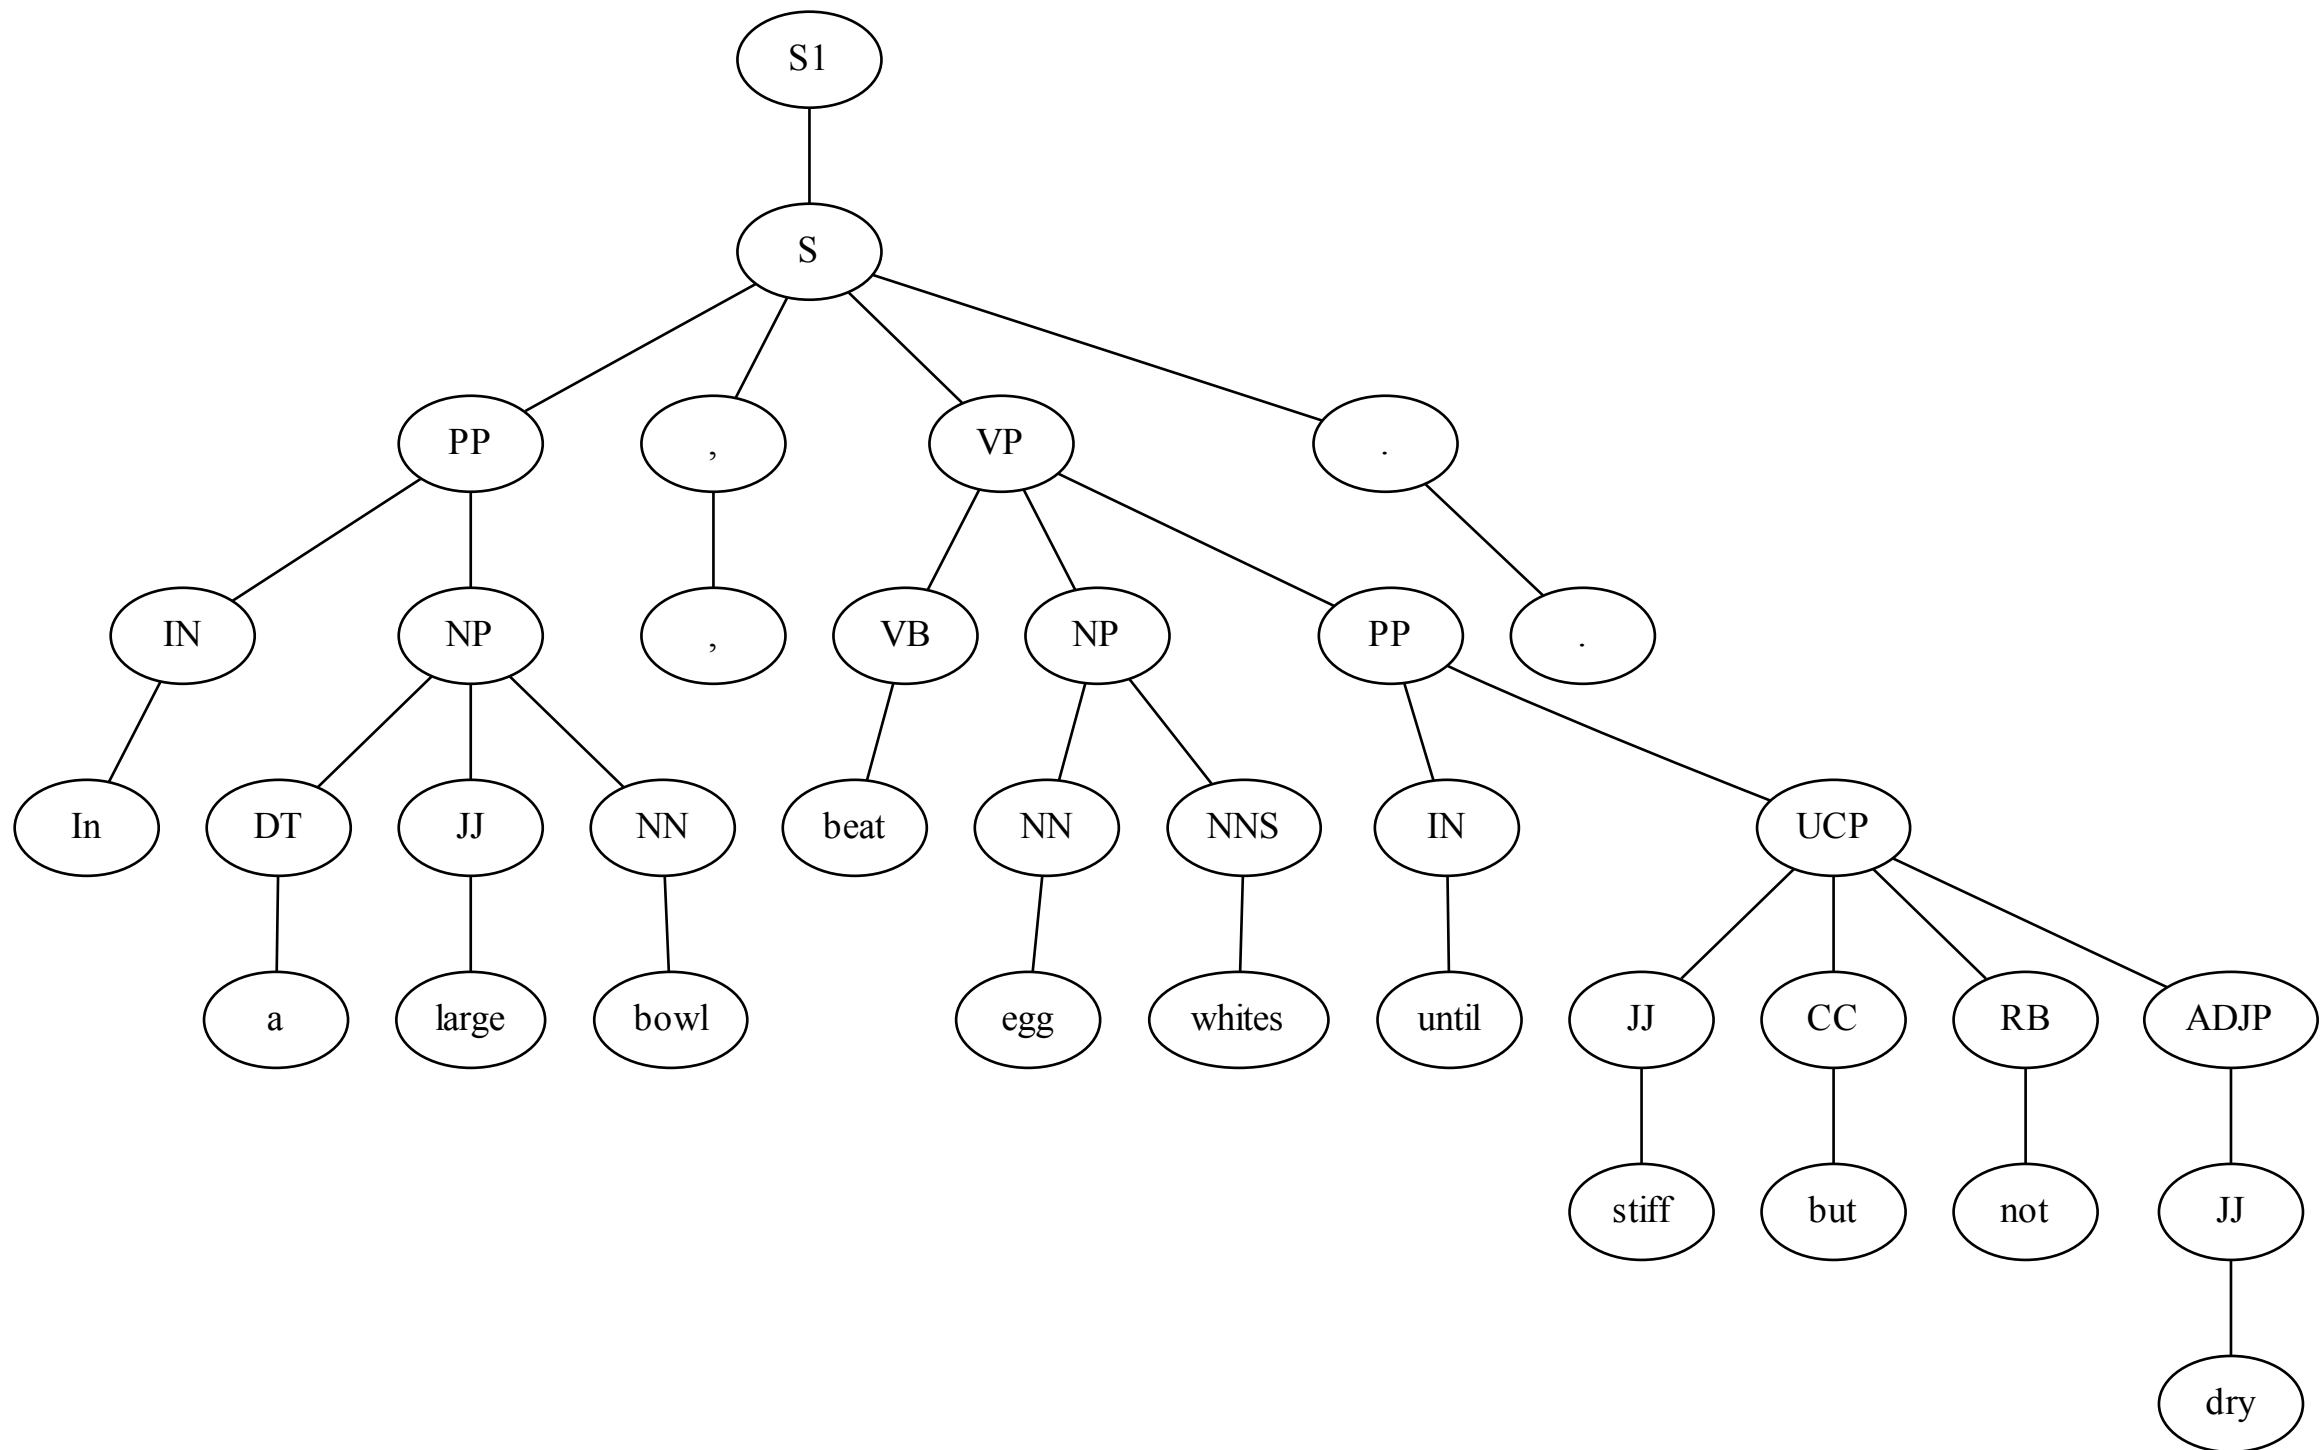 S1
S
PP , VP .
IN NP , VB NP PP .
In DT JJ NN beat NN NNS IN UCP
a large bowl egg whites until JJ CC RB ADJP
stiff but not JJ
dry